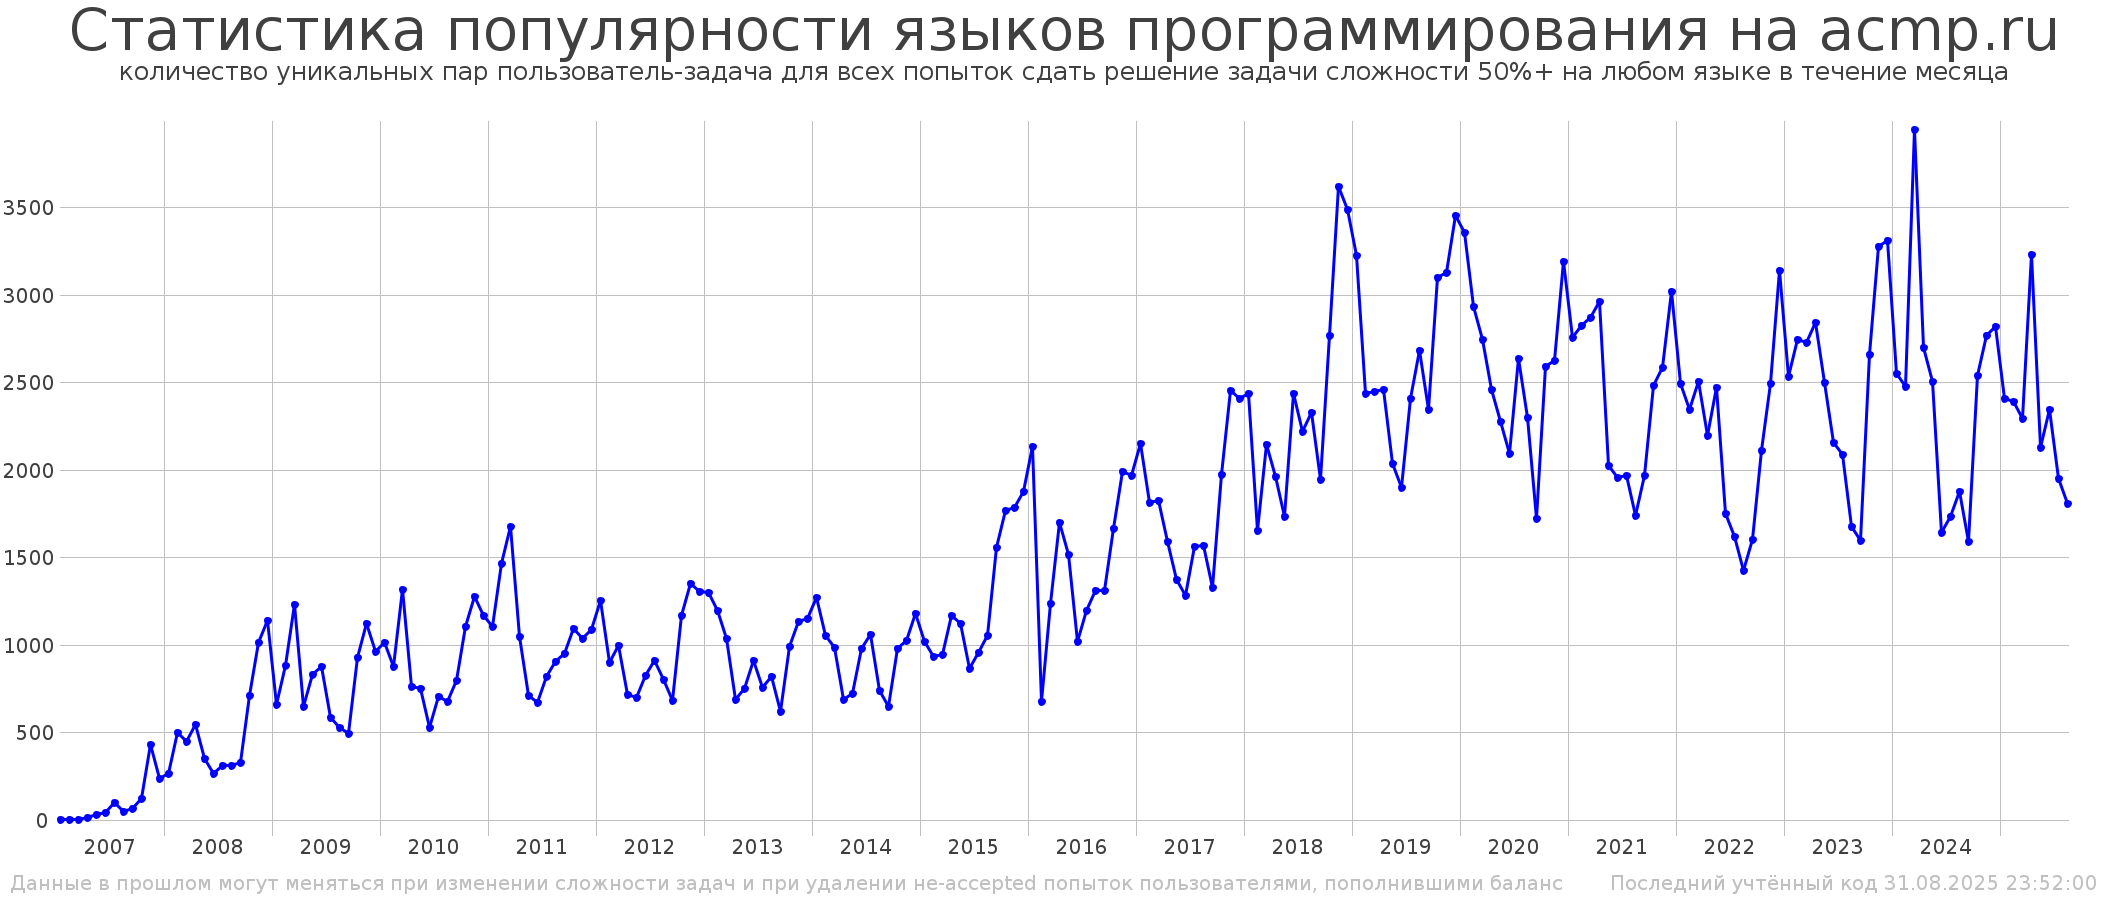 Статистика популярности языков программирования на acmp.ru
количество уникальных пар пользователь-задача для всех попыток сдать решение задачи сложности 50%+ на любом языке в течение месяца
3500
3000
2500
2000
1500
1000
500
0
2007 2008 2009 2010 2011 2012 2013 2014 2015 2016 2017 2018 2019 2020 2021 2022 2023 2024
Данные в прошлом могут меняться при изменении сложности задач и при удалении не-accepted попыток пользователями, пополнившими баланс Последний учтённый код 31.08.2025 23:52:00